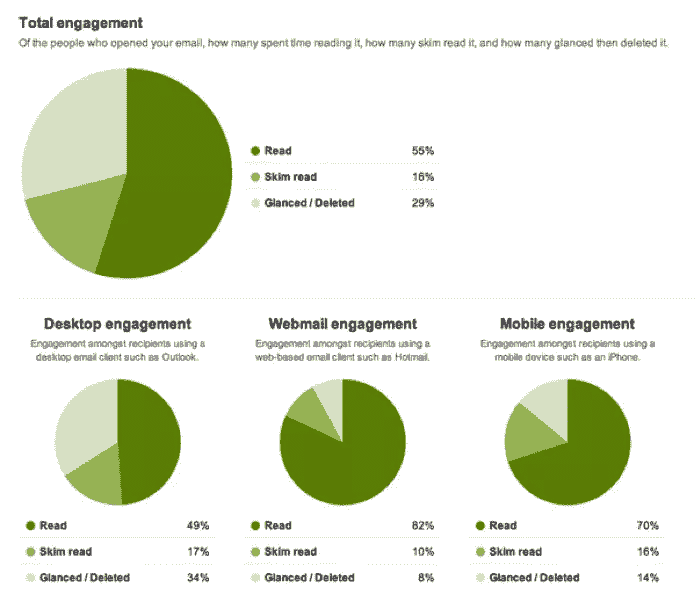 Total engagement
Of the people who opened your email, how many spent time reading it, how many skim read it, and how many glanced then deleted it.
Read 55%
Skim read 16%
Glanced / Deleted 29%
Desktop engagement
Engagement amongst recipients using a
desktop email client such as Outlook.
Read 49%
Skim read 17%
Glanced / Deleted 34%
Webmail engagement
Engagement amongst recipients using a
web-based email client such as Hotmail.
Read 82%
Skim read 10%
Glanced / Deleted 8%
Mobile engagement
Engagement amongst recipients using a
mobile device such as an iPhone.
Read 70%
Skim read 16%
Glanced / Deleted 14%